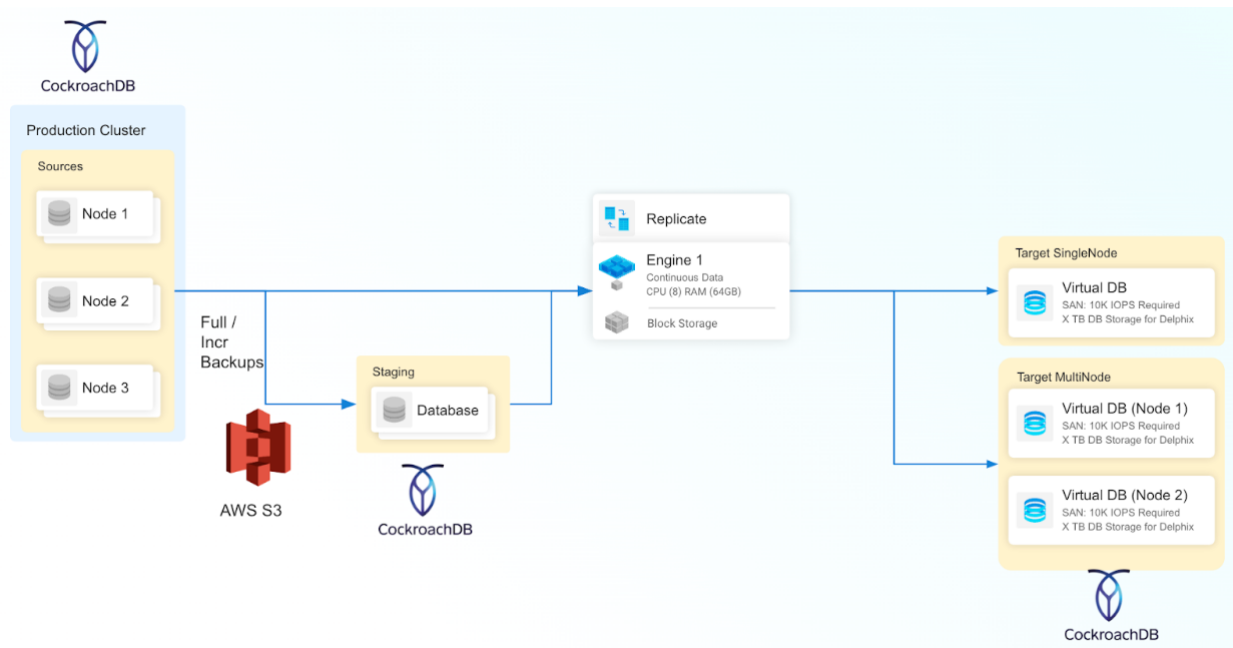 CockroachDB
Production Cluster
Sources
Node 1
Node 2
Node 3
Full /
Incr
Backups
AWS S3
Staging
Database
CockroachDB
Replicate
Engine 1
Continuous Data
CPU (8) RAM (64GB)
Block Storage
Target SingleNode
Virtual DB
SAN: 10K IOPS Required
X TB DB Storage for Delphix
Target MultiNode
Virtual DB (Node 1)
SAN: 10K IOPS Required
X TB DB Storage for Delphix
Virtual DB (Node 2)
SAN: 10K IOPS Required
X TB DB Storage for Delphix
CockroachDB